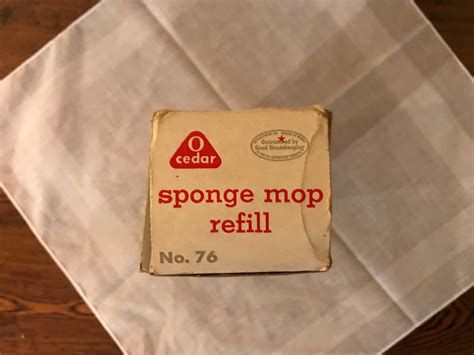 O
cedar
Guaranteed by
Good Housekeeping
sponge mop
refill
No. 76